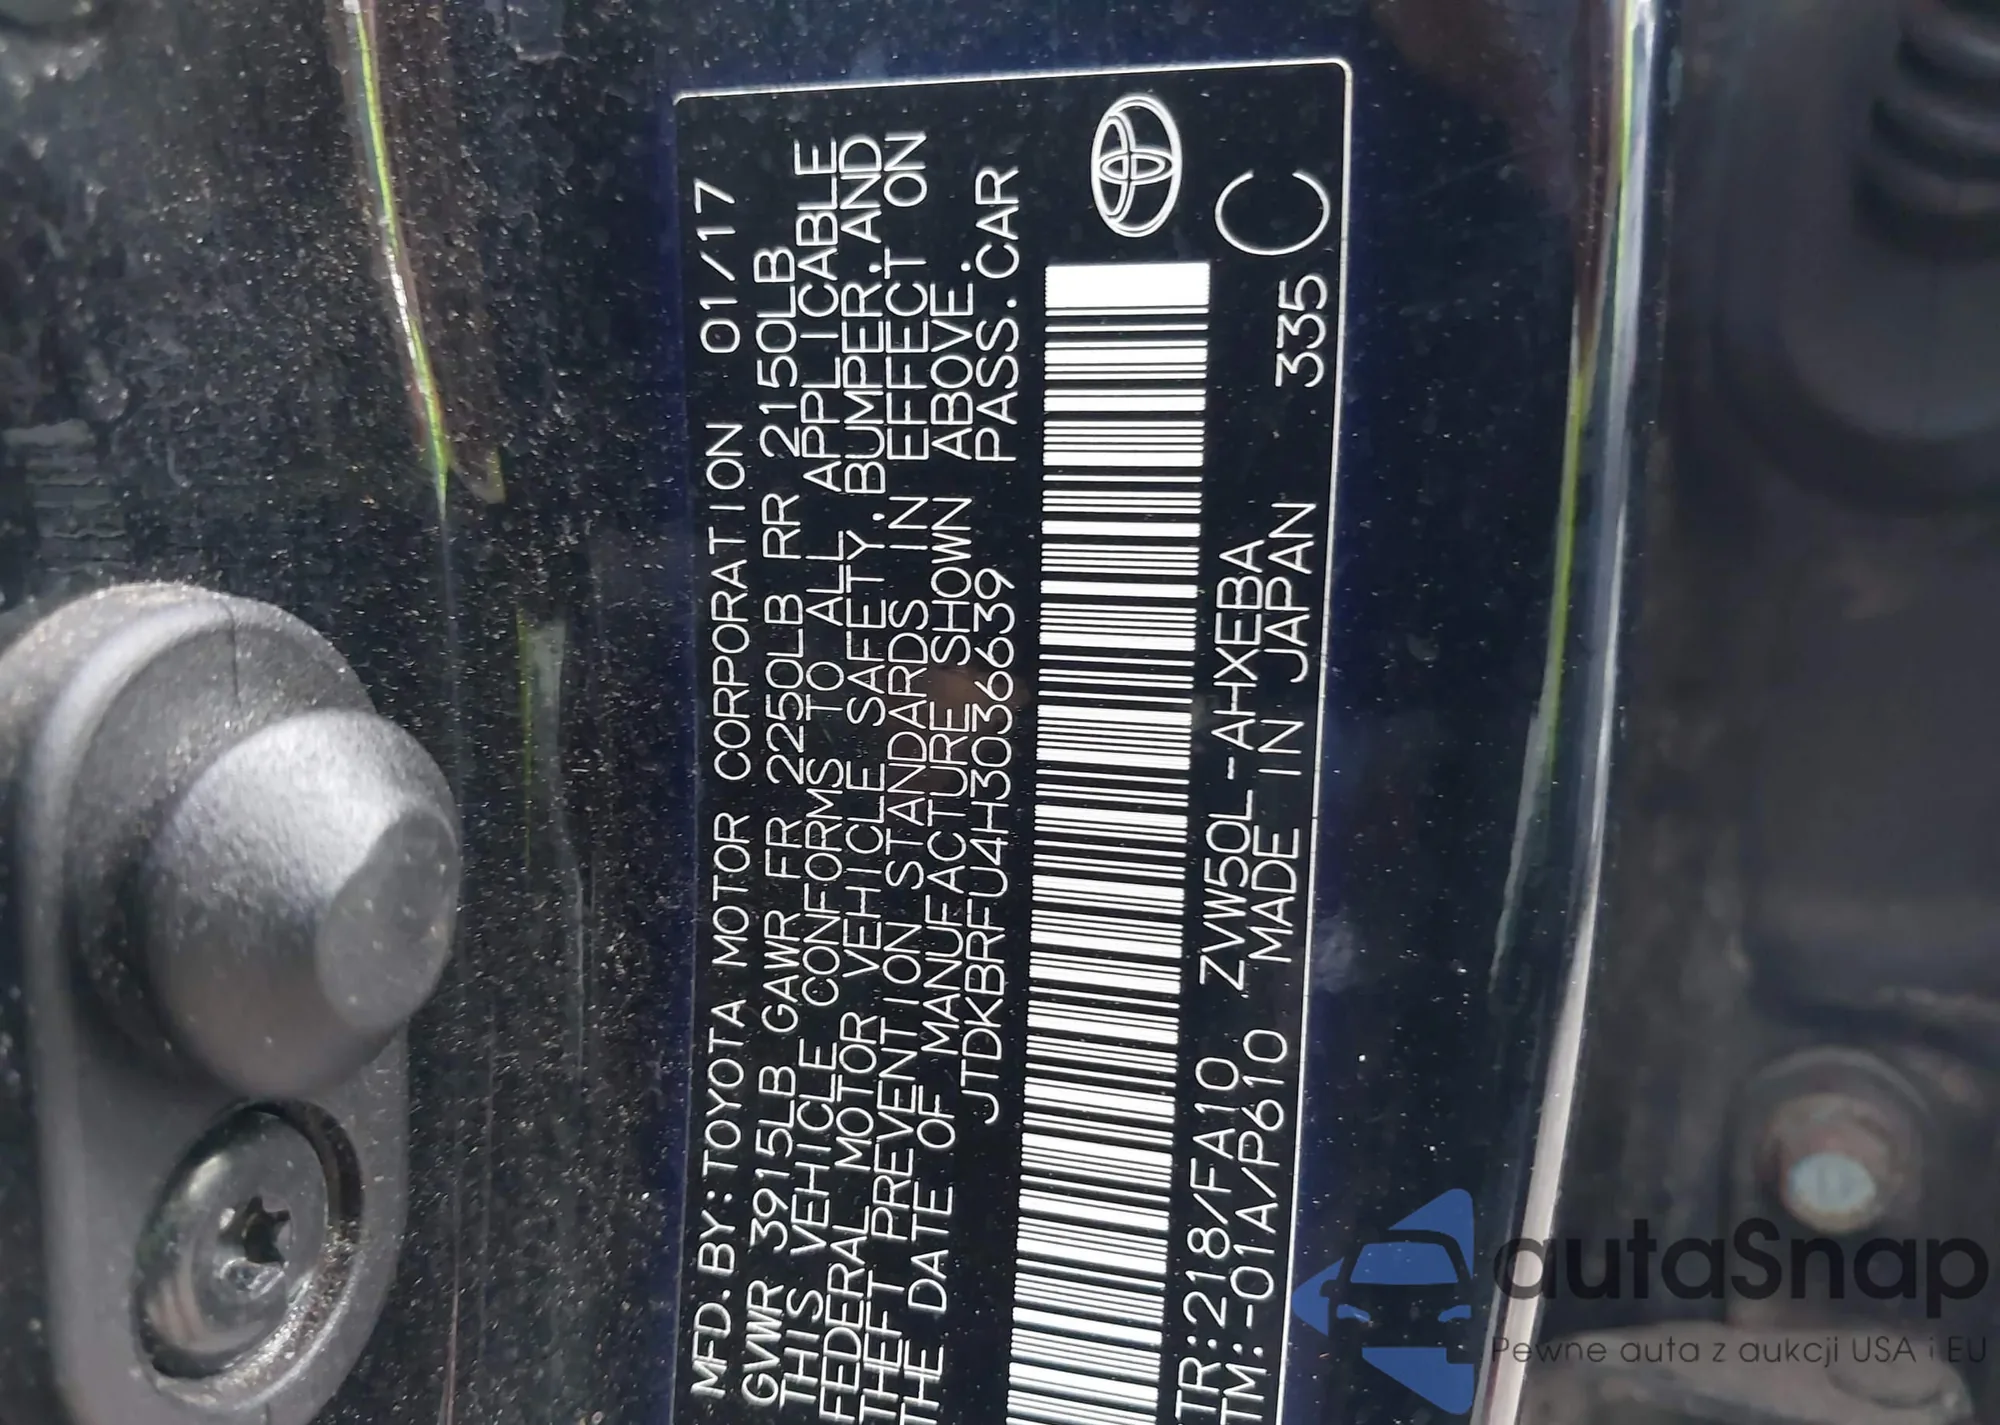 MFD.BY:TOYOTA MOTOR CORPORATION 01/17
GVWR 3915LB GAWR FR 2250LB RR 2150LB
THIS VEHICLE CONFORMS TO ALL APPLICABLE
FEDERAL MOTOR VEHICLE SAFETY,BUMPER,AND
THEFT PREVENTION STANDARDS IN EFFECT ON
THE DATE OF MANUFACTURE SHOWN ABOVE.
JTDKBRFU4H3036639 PASS.CAR
TR:218/FA10 ZVW50L-AHXEBA
TM:-01A/P610 MADE IN JAPAN 335 C
autaSnap
Pewne auta z aukcji USA i EU